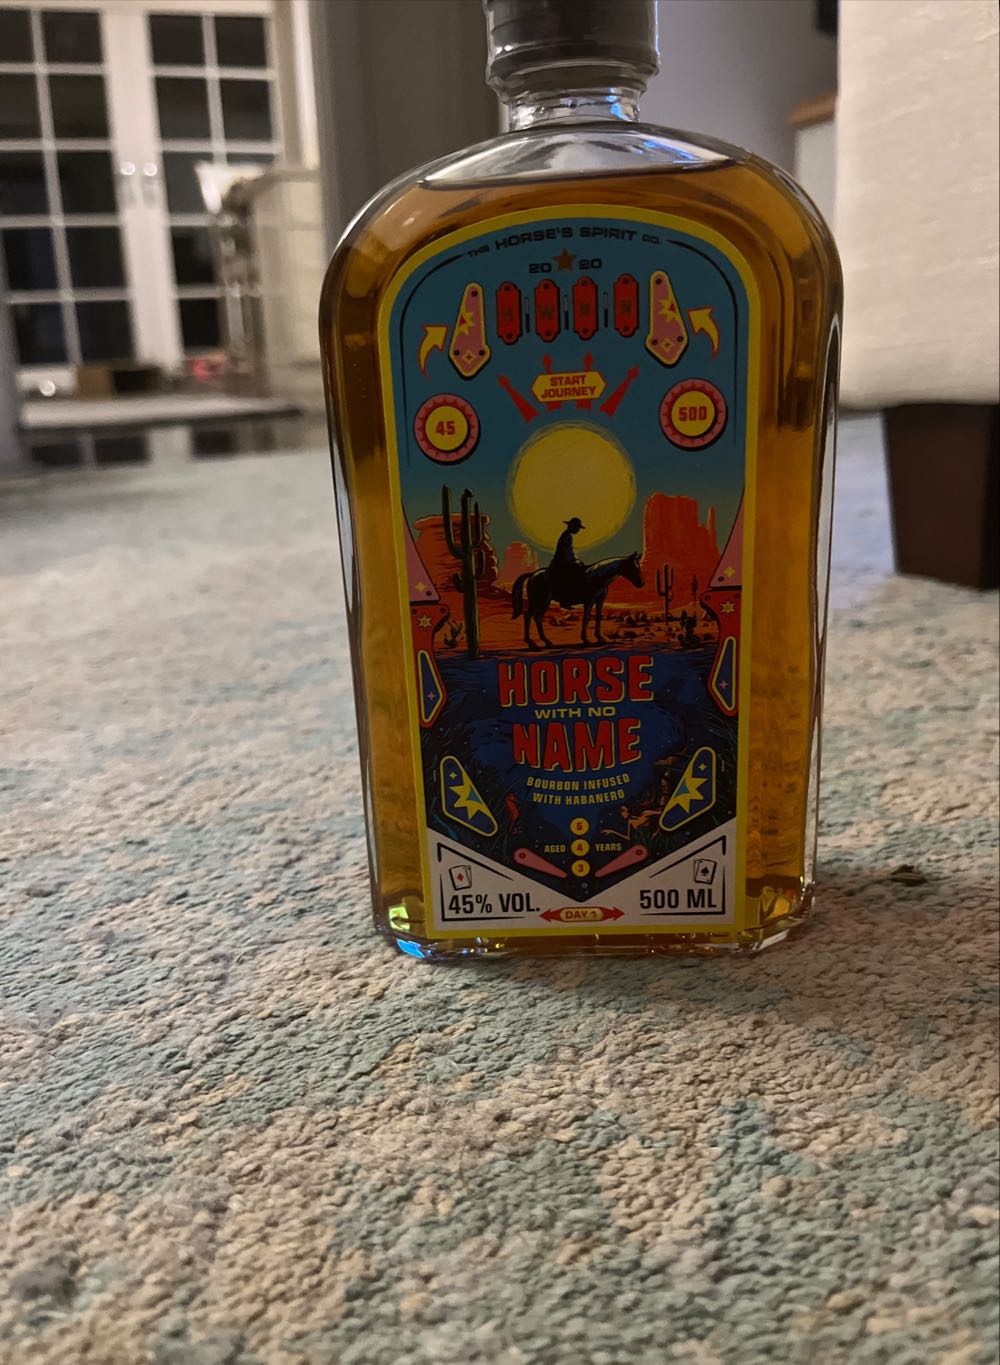 THE HORSE'S SPIRIT CO.
20 20
H W N N
START
JOURNEY
45
500
HORSE
WITH NO
NAME
BOURBON INFUSED
WITH HABANERO
5
AGED 4 YEARS
3
45% VOL.
DAY 1
500 ML